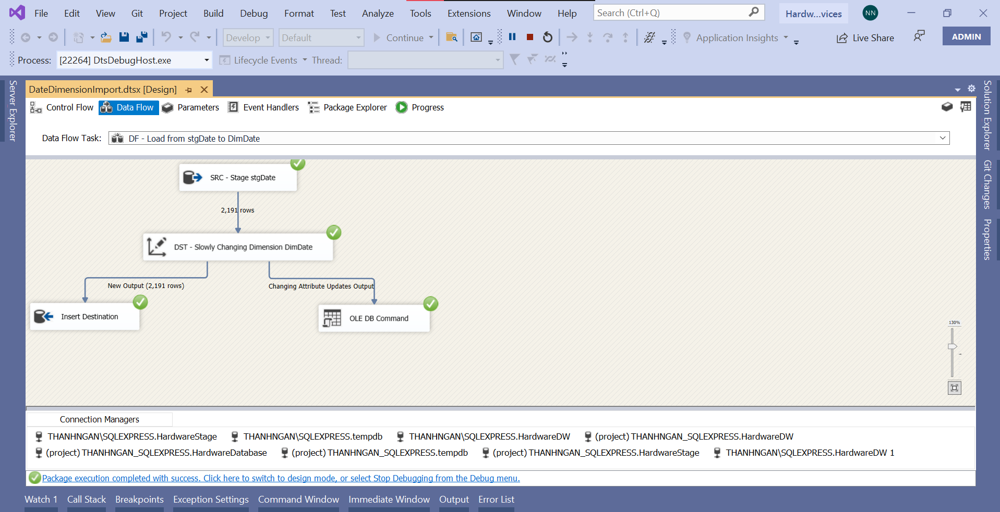 File Edit View Git Project Build Debug Format Test Analyze Tools Extensions Window Help Search (Ctrl+Q) Hardw...vices NN
Develop Default Continue Application Insights Live Share ADMIN
Process: [22264] DtsDebugHost.exe Lifecycle Events Thread:
Server Explorer
DateDimensionImport.dtsx [Design]
Control Flow Data Flow Parameters Event Handlers Package Explorer Progress
Data Flow Task: DF - Load from stgDate to DimDate
SRC - Stage stgDate
2,191 rows
DST - Slowly Changing Dimension DimDate
New Output (2,191 rows)
Changing Attribute Updates Output
Insert Destination
OLE DB Command
130%
Connection Managers
THANHNGAN\SQLEXPRESS.HardwareStage THANHNGAN\SQLEXPRESS.tempdb THANHNGAN\SQLEXPRESS.HardwareDW (project) THANHNGAN_SQLEXPRESS.HardwareDW
(project) THANHNGAN_SQLEXPRESS.HardwareDatabase (project) THANHNGAN_SQLEXPRESS.tempdb (project) THANHNGAN_SQLEXPRESS.HardwareStage THANHNGAN\SQLEXPRESS.HardwareDW 1
Package execution completed with success. Click here to switch to design mode, or select Stop Debugging from the Debug menu.
Solution Explorer
Git Changes
Properties
Watch 1 Call Stack Breakpoints Exception Settings Command Window Immediate Window Output Error List